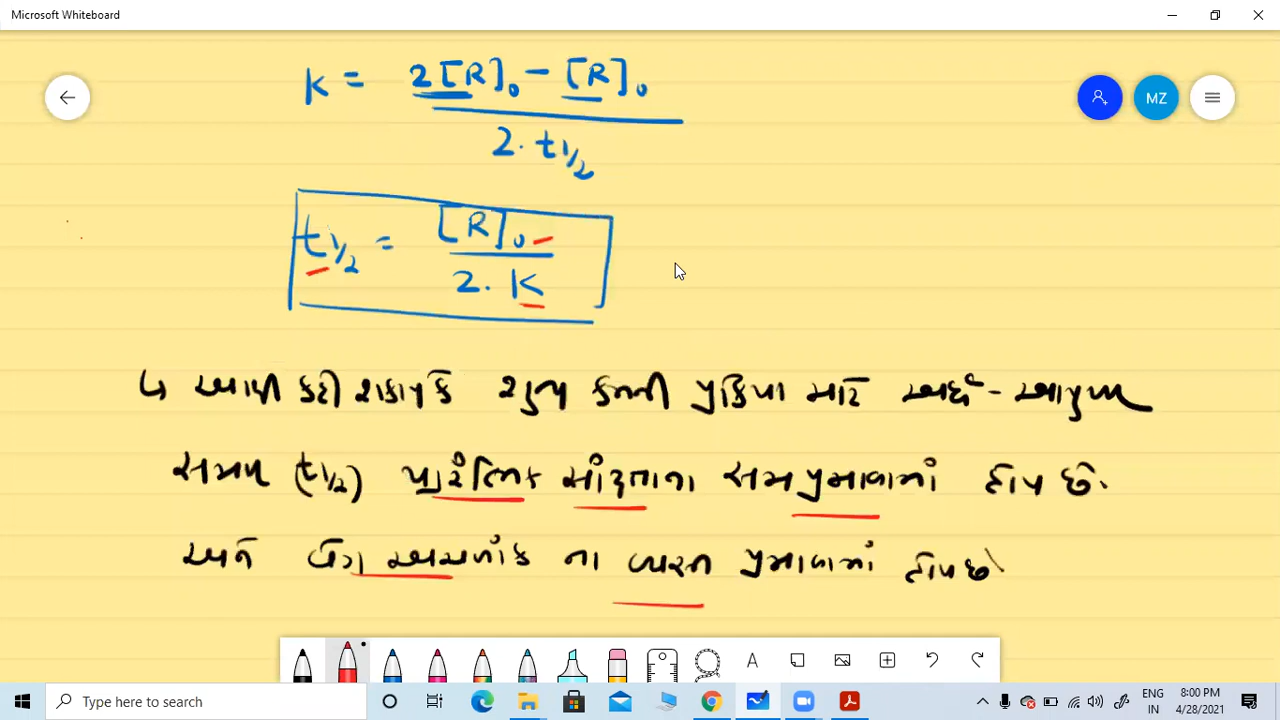 Microsoft Whiteboard
K = 2[R]₀ - [R]₀ / 2. t1/2
MZ
t1/2 = [R]₀ / 2. K
↳ આથી કહી શકાય કે શૂન્ય ક્રમની પ્રક્રિયા માટે અર્ધ - આયુષ્ય
સમય (t1/2) પ્રારંભિક સાંદ્રતાના સમપ્રમાણમાં હોય છે.
અને વેગ અચળાંક ના વ્યસ્ત પ્રમાણમાં હોય છે
A
Type here to search
ENG
IN
8:00 PM
4/28/2021